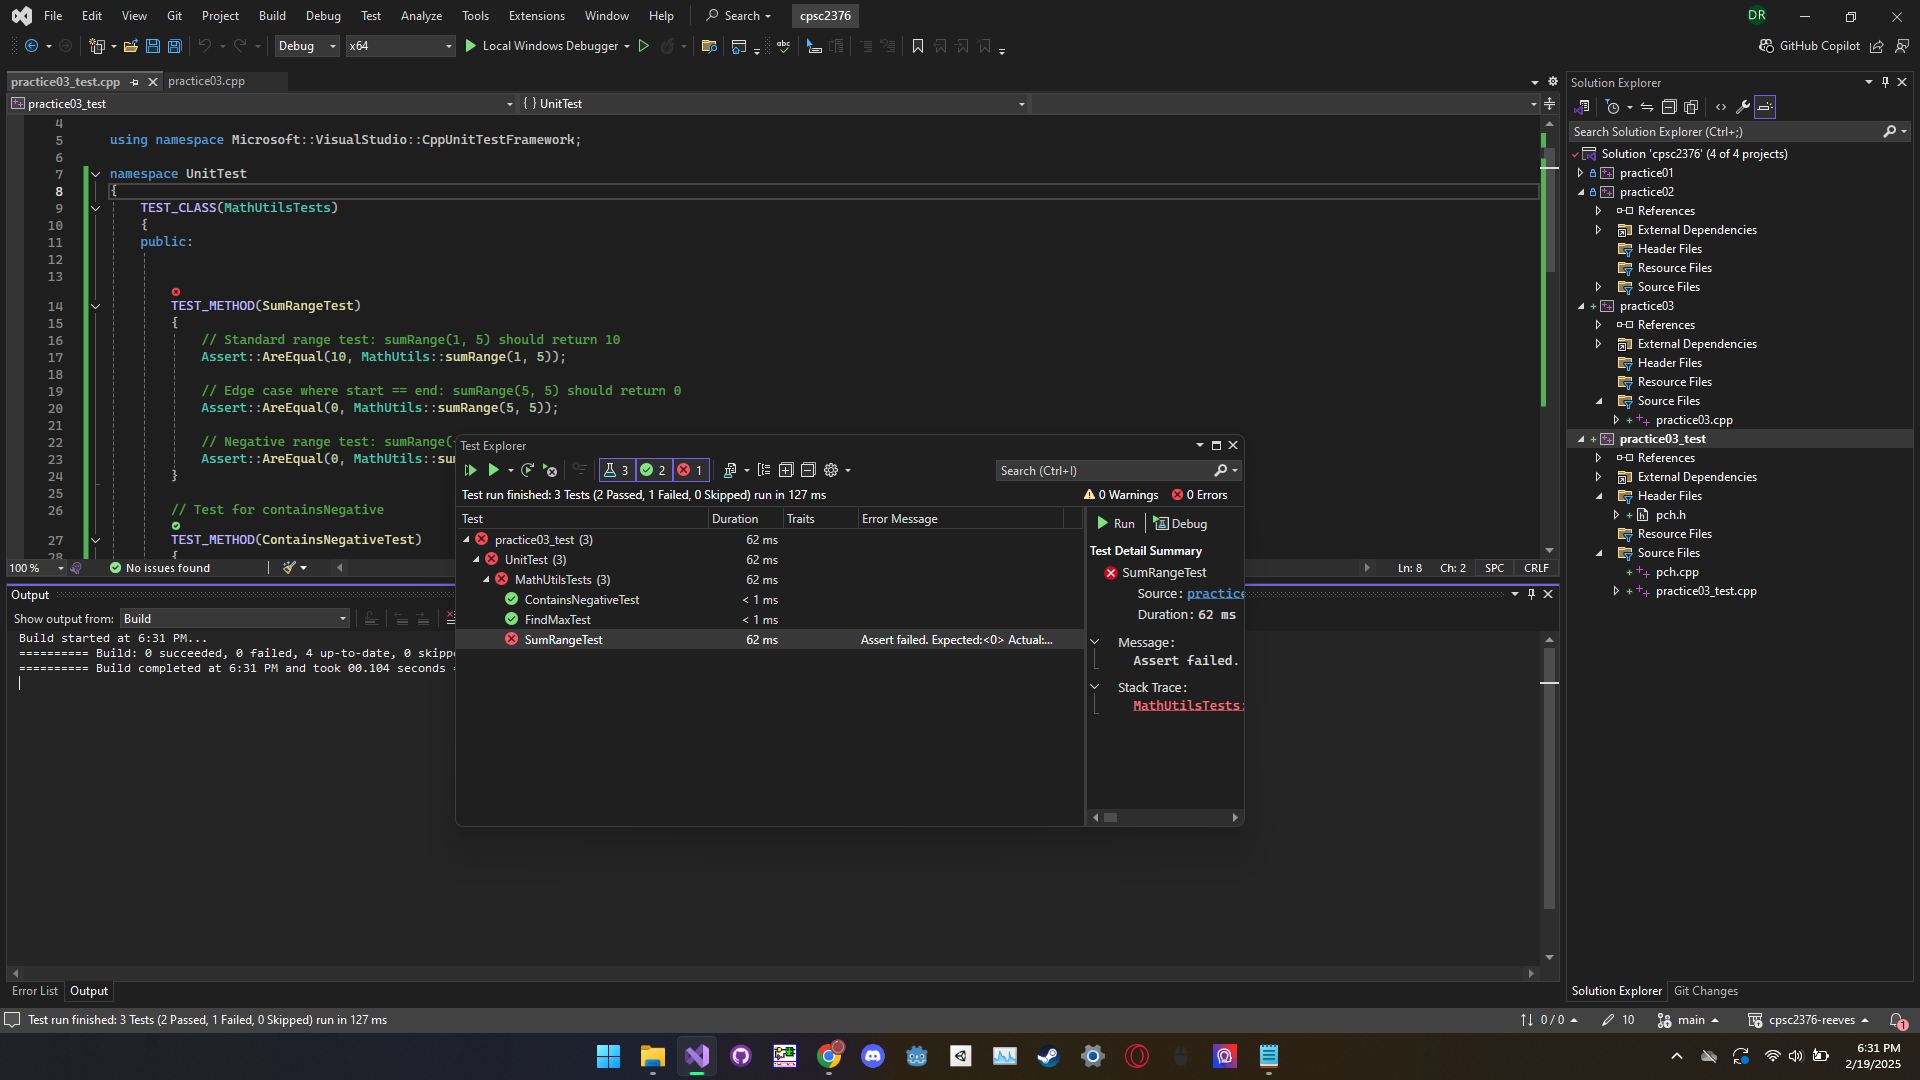 File Edit View Git Project Build Debug Test Analyze Tools Extensions Window Help Search cpsc2376 DR
Debug x64 Local Windows Debugger GitHub Copilot
practice03_test.cpp practice03.cpp
practice03_test { } UnitTest
4
5 using namespace Microsoft::VisualStudio::CppUnitTestFramework;
6
7 namespace UnitTest
8 {
9 TEST_CLASS(MathUtilsTests)
10 {
11 public:
12
13
14 TEST_METHOD(SumRangeTest)
15 {
16 // Standard range test: sumRange(1, 5) should return 10
17 Assert::AreEqual(10, MathUtils::sumRange(1, 5));
18
19 // Edge case where start == end: sumRange(5, 5) should return 0
20 Assert::AreEqual(0, MathUtils::sumRange(5, 5));
21
22 // Negative range test: sumRange(
23 Assert::AreEqual(0, MathUtils::su
24 }
25
26 // Test for containsNegative
27 TEST_METHOD(ContainsNegativeTest)
28 {
100 % No issues found Ln: 8 Ch: 2 SPC CRLF
Output
Show output from: Build
Build started at 6:31 PM...
========== Build: 0 succeeded, 0 failed, 4 up-to-date, 0 skippe
========== Build completed at 6:31 PM and took 00.104 seconds =
Error List Output
Test Explorer
3 2 1 Search (Ctrl+I)
Test run finished: 3 Tests (2 Passed, 1 Failed, 0 Skipped) run in 127 ms 0 Warnings 0 Errors
Test Duration Traits Error Message
practice03_test (3) 62 ms
UnitTest (3) 62 ms
MathUtilsTests (3) 62 ms
ContainsNegativeTest < 1 ms
FindMaxTest < 1 ms
SumRangeTest 62 ms Assert failed. Expected:<0> Actual:...
Run Debug
Test Detail Summary
SumRangeTest
Source: practice
Duration: 62 ms
Message:
Assert failed.
Stack Trace:
MathUtilsTests:
Solution Explorer
Search Solution Explorer (Ctrl+;)
Solution 'cpsc2376' (4 of 4 projects)
practice01
practice02
References
External Dependencies
Header Files
Resource Files
Source Files
practice03
References
External Dependencies
Header Files
Resource Files
Source Files
practice03.cpp
practice03_test
References
External Dependencies
Header Files
pch.h
Resource Files
Source Files
pch.cpp
practice03_test.cpp
Solution Explorer Git Changes
Test run finished: 3 Tests (2 Passed, 1 Failed, 0 Skipped) run in 127 ms 0 / 0 10 main cpsc2376-reeves 1
6:31 PM
2/19/2025